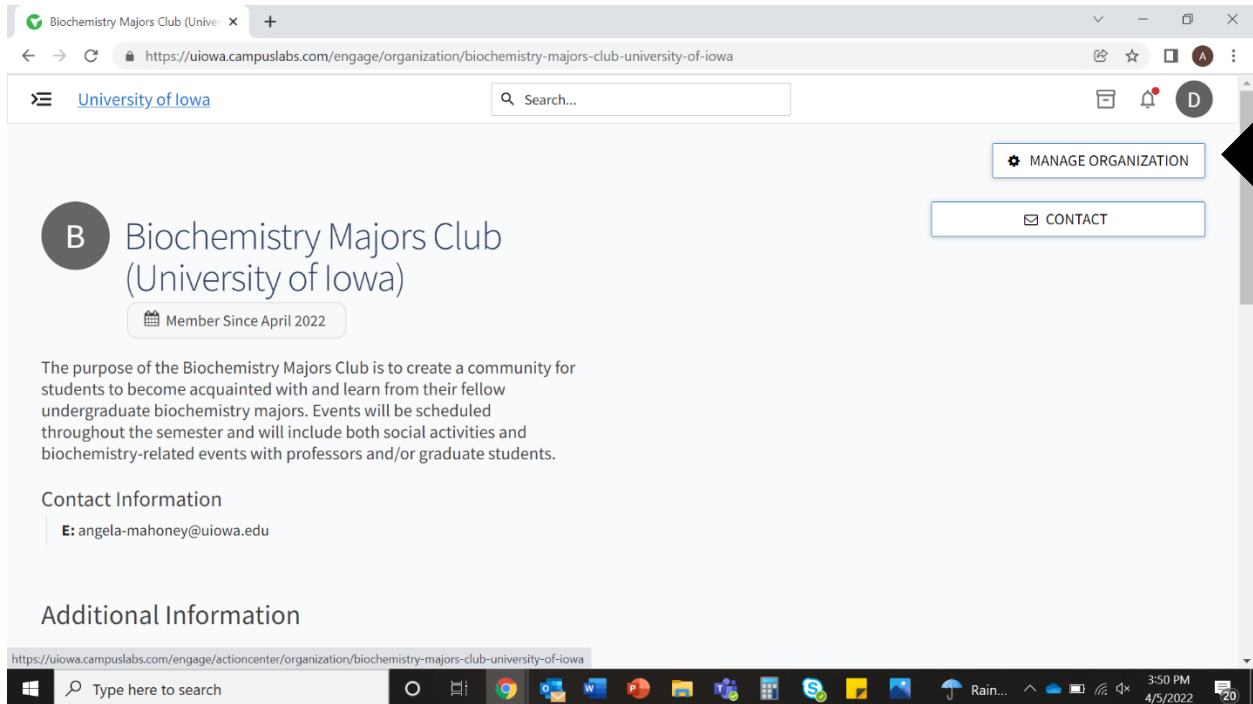 Biochemistry Majors Club (Univer
https://uiowa.campuslabs.com/engage/organization/biochemistry-majors-club-university-of-iowa
A
University of Iowa
Search...
D
MANAGE ORGANIZATION
CONTACT
B
Biochemistry Majors Club
(University of Iowa)
Member Since April 2022
The purpose of the Biochemistry Majors Club is to create a community for
students to become acquainted with and learn from their fellow
undergraduate biochemistry majors. Events will be scheduled
throughout the semester and will include both social activities and
biochemistry-related events with professors and/or graduate students.
Contact Information
E: angela-mahoney@uiowa.edu
Additional Information
https://uiowa.campuslabs.com/engage/actioncenter/organization/biochemistry-majors-club-university-of-iowa
Type here to search
Rain...
3:50 PM
4/5/2022
20